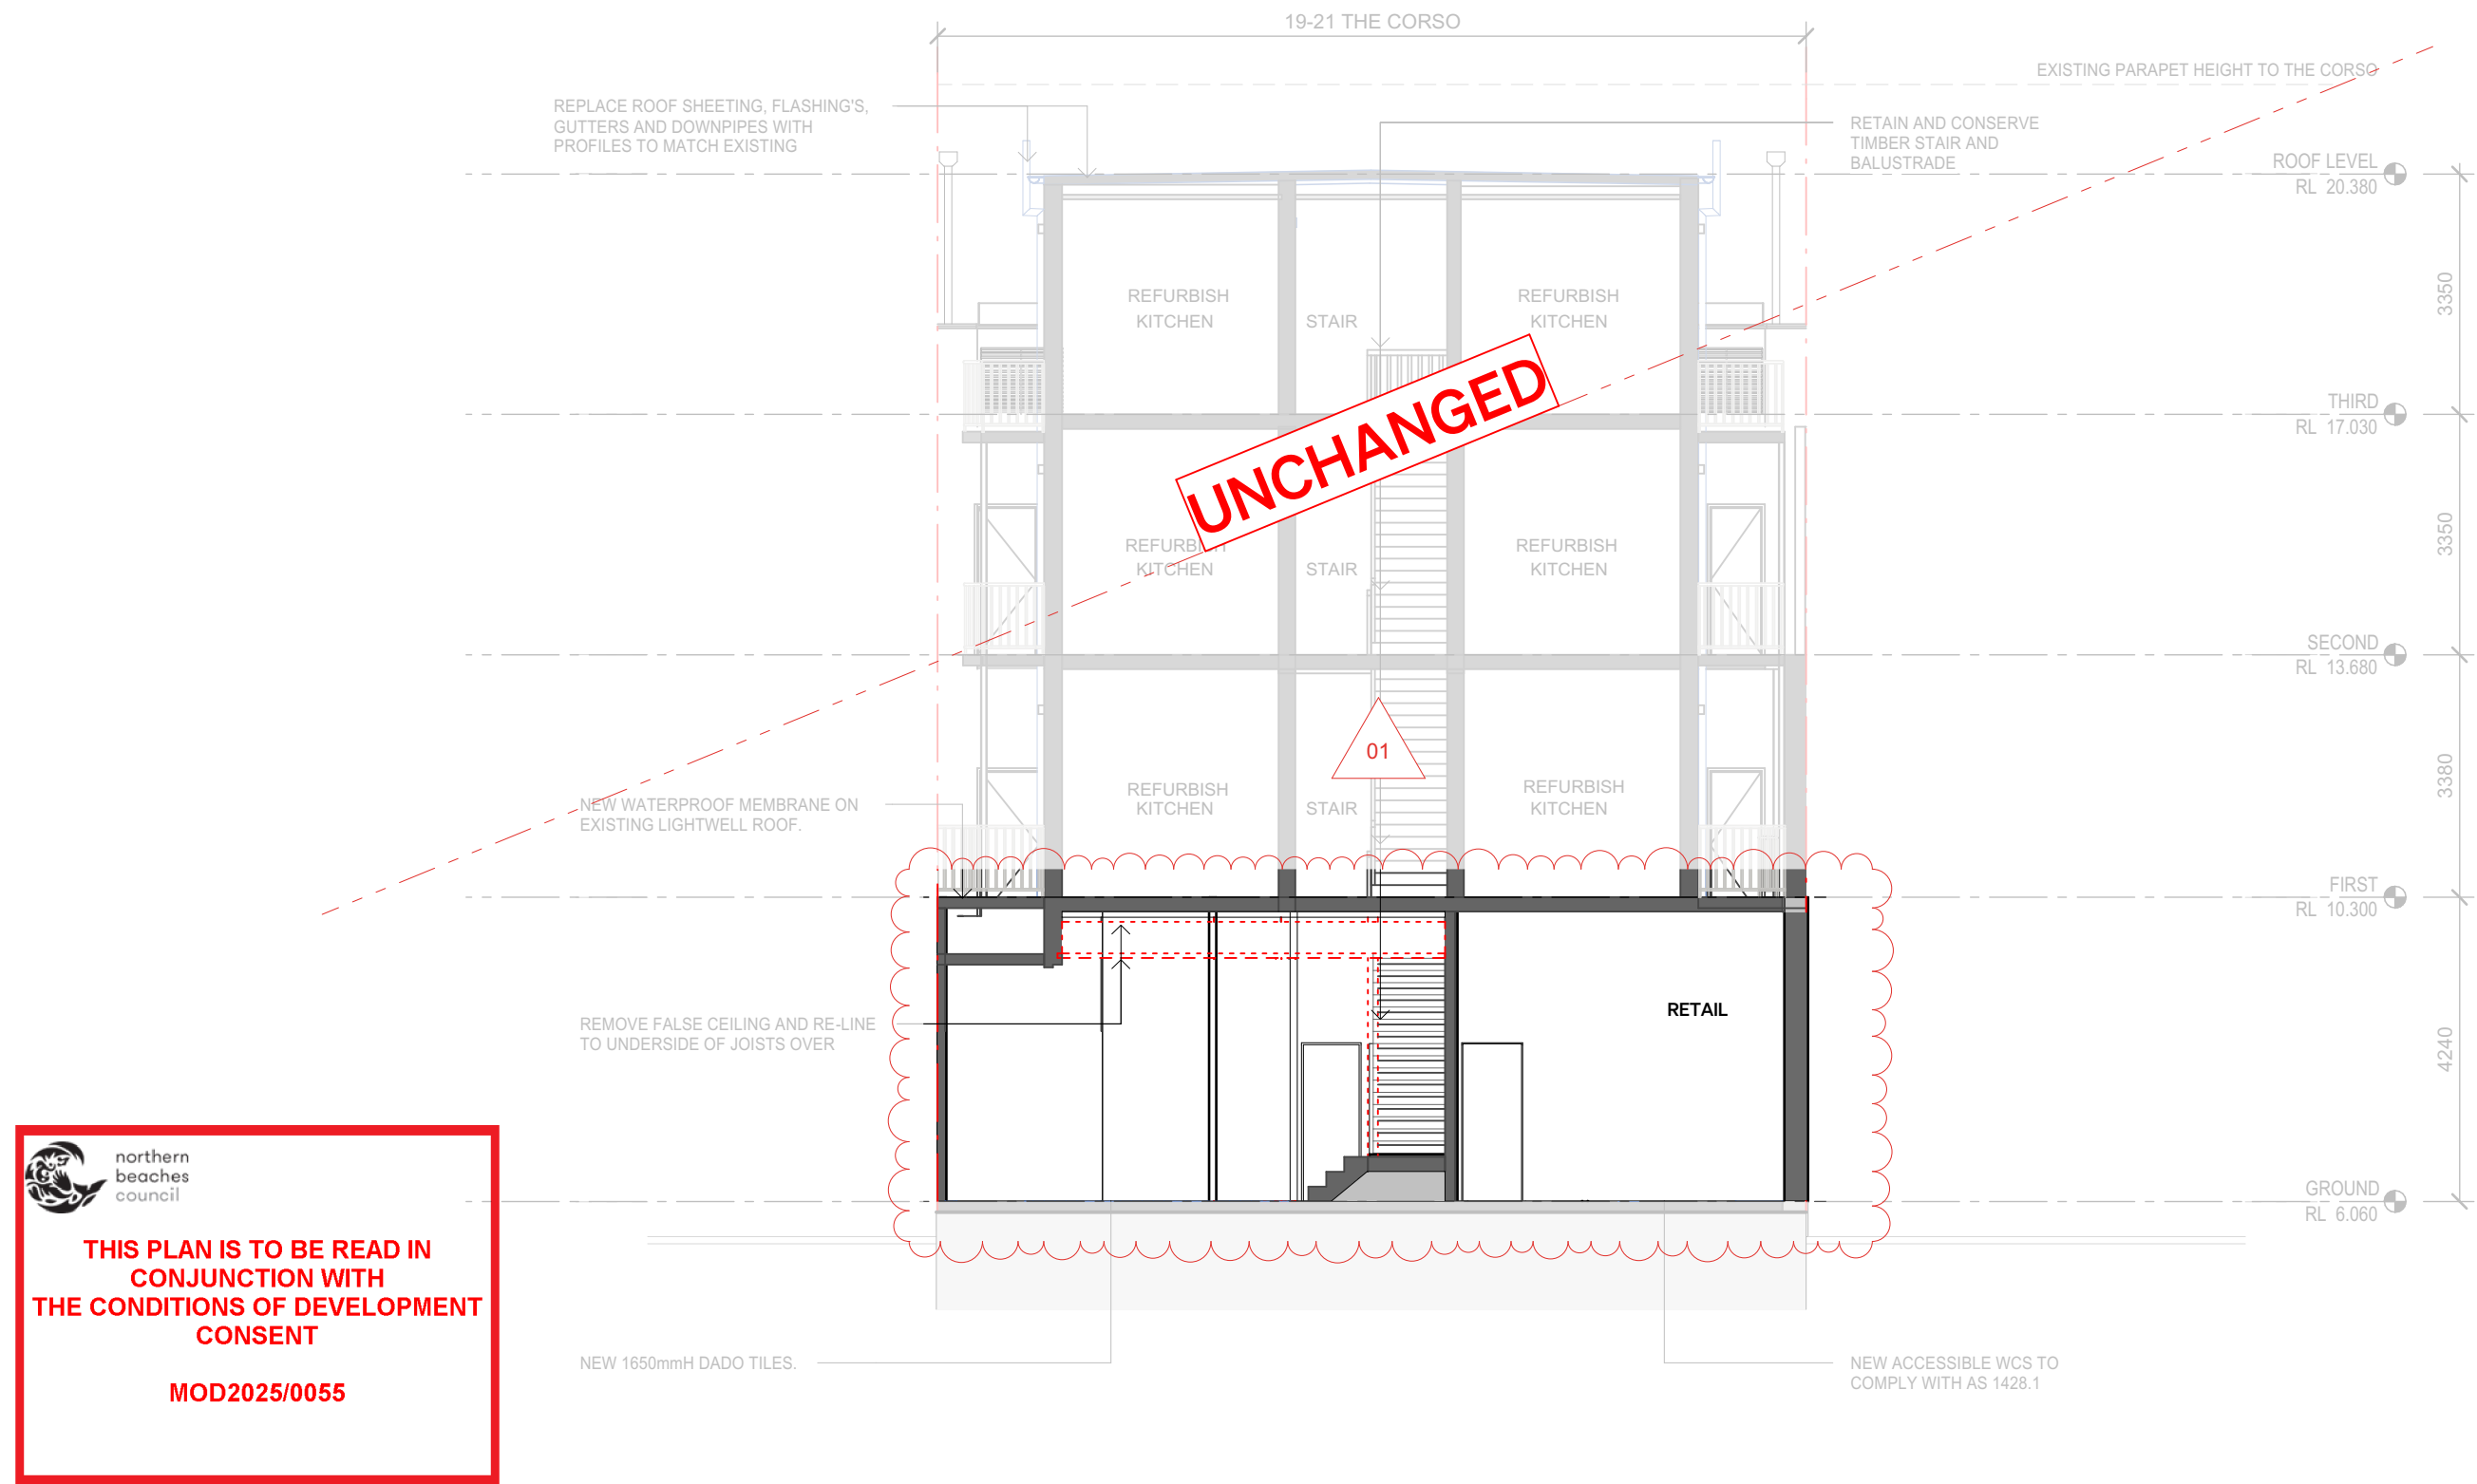 19-21 THE CORSO
EXISTING PARAPET HEIGHT TO THE CORSO
REPLACE ROOF SHEETING, FLASHING'S,
GUTTERS AND DOWNPIPES WITH
PROFILES TO MATCH EXISTING
RETAIN AND CONSERVE
TIMBER STAIR AND
BALUSTRADE
ROOF LEVEL
RL 20.380
3350
REFURBISH
KITCHEN
STAIR
REFURBISH
KITCHEN
UNCHANGED
THIRD
RL 17.030
3350
REFURBISH
KITCHEN
STAIR
REFURBISH
KITCHEN
SECOND
RL 13.680
01
3380
REFURBISH
KITCHEN
STAIR
REFURBISH
KITCHEN
NEW WATERPROOF MEMBRANE ON
EXISTING LIGHTWELL ROOF.
FIRST
RL 10.300
RETAIL
REMOVE FALSE CEILING AND RE-LINE
TO UNDERSIDE OF JOISTS OVER
4240
GROUND
RL 6.060
northern
beaches
council
THIS PLAN IS TO BE READ IN
CONJUNCTION WITH
THE CONDITIONS OF DEVELOPMENT
CONSENT
MOD2025/0055
NEW 1650mmH DADO TILES.
NEW ACCESSIBLE WCS TO
COMPLY WITH AS 1428.1